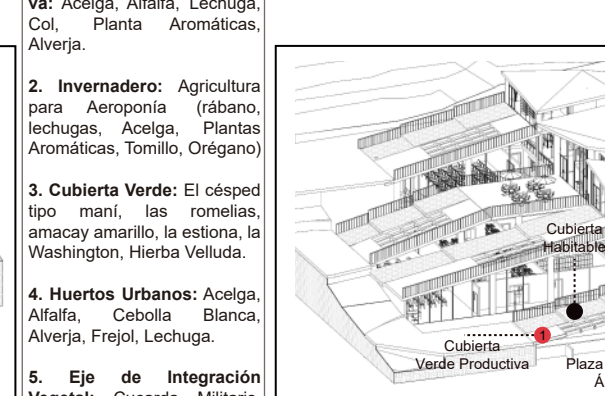 va: Acelga, Alfalfa, Lechuga,
Col, Planta Aromáticas,
Alverja.
2. Invernadero: Agricultura
para Aeroponía (rábano,
lechugas, Acelga, Plantas
Aromáticas, Tomillo, Orégano)
3. Cubierta Verde: El césped
tipo maní, las romelias,
amacay amarillo, la estiona, la
Washington, Hierba Velluda.
4. Huertos Urbanos: Acelga,
Alfalfa, Cebolla Blanca,
Alverja, Frejol, Lechuga.
5. Eje de Integración
Vegetal: Cucarda, Militaria,
Cubierta
Habitable
1
Cubierta
Verde Productiva
Plaza
Á